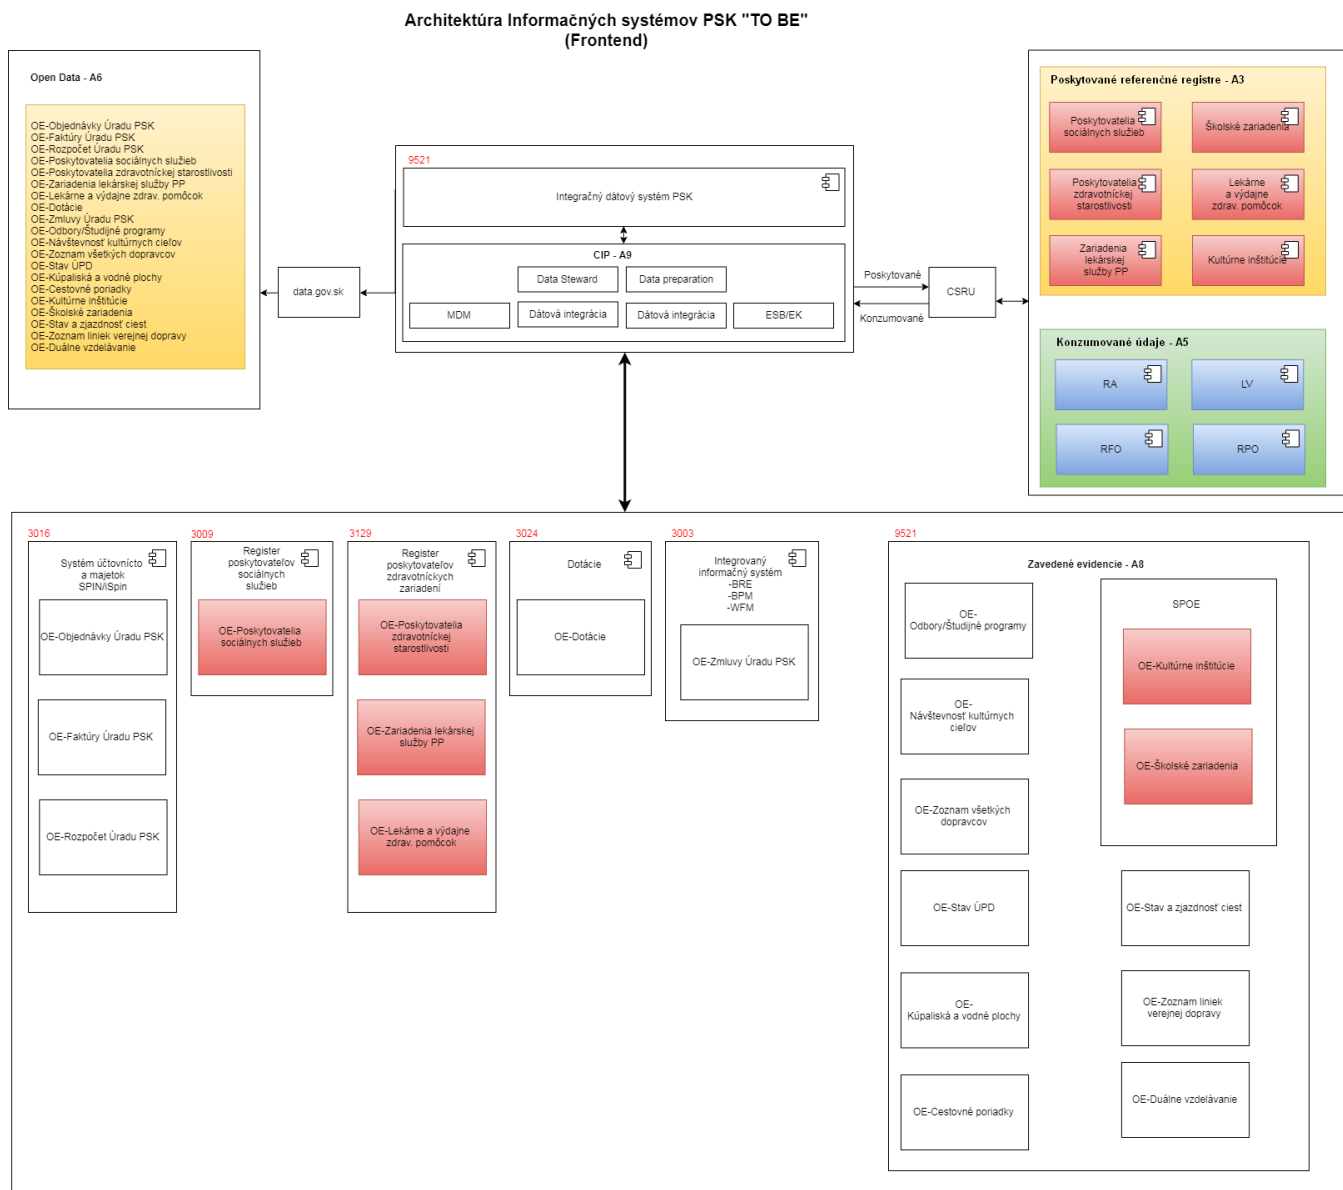 Architektúra Informačných systémov PSK "TO BE"
(Frontend)
Open Data - A6
OE-Objednávky Úradu PSK
OE-Faktúry Úradu PSK
OE-Rozpočet Úradu PSK
OE-Poskytovatelia sociálnych služieb
OE-Poskytovatelia zdravotníckej starostlivosti
OE-Zariadenia lekárskej služby PP
OE-Lekárne a výdajne zdrav. pomôcok
OE-Dotácie
OE-Zmluvy Úradu PSK
OE-Odbory/Študijné programy
OE-Návštevnosť kultúrnych cieľov
OE-Zoznam všetkých dopravcov
OE-Stav ÚPD
OE-Kúpaliská a vodné plochy
OE-Cestovné poriadky
OE-Kultúrne inštitúcie
OE-Školské zariadenia
OE-Stav a zjazdnosť ciest
OE-Zoznam liniek verejnej dopravy
OE-Duálne vzdelávanie
data.gov.sk
9521
Integračný dátový systém PSK
CIP - A9
Data Steward
Data preparation
MDM
Dátová integrácia
Dátová integrácia
ESB/EK
Poskytované
Konzumované
CSRU
Poskytované referenčné registre - A3
Poskytovatelia
sociálnych služieb
Školské zariadenia
Poskytovatelia
zdravotníckej
starostlivosti
Lekárne
a výdajne
zdrav. pomôcok
Zariadenia
lekárskej
služby PP
Kultúrne inštitúcie
Konzumované údaje - A5
RA
LV
RFO
RPO
3016
Systém účtovnícto
a majetok
SPIN/iSpin
OE-Objednávky Úradu PSK
OE-Faktúry Úradu PSK
OE-Rozpočet Úradu PSK
3009
Register
poskytovateľov
sociálnych
služieb
OE-Poskytovatelia
sociálnych služieb
3129
Register
poskytovateľov
zdravotníckych
zariadení
OE-Poskytovatelia
zdravotníckej
starostlivosti
OE-Zariadenia lekárskej
služby PP
OE-Lekárne a výdajne
zdrav. pomôcok
3024
Dotácie
OE-Dotácie
3003
Integrovaný
informačný systém
-BRE
-BPM
-WFM
OE-Zmluvy Úradu PSK
9521
Zavedené evidencie - A8
OE-
Odbory/Študijné programy
OE-
Návštevnosť kultúrnych
cieľov
OE-Zoznam všetkých
dopravcov
OE-Stav ÚPD
OE-
Kúpaliská a vodné plochy
OE-Cestovné poriadky
SPOE
OE-Kultúrne inštitúcie
OE-Školské zariadenia
OE-Stav a zjazdnosť ciest
OE-Zoznam liniek
verejnej dopravy
OE-Duálne vzdelávanie